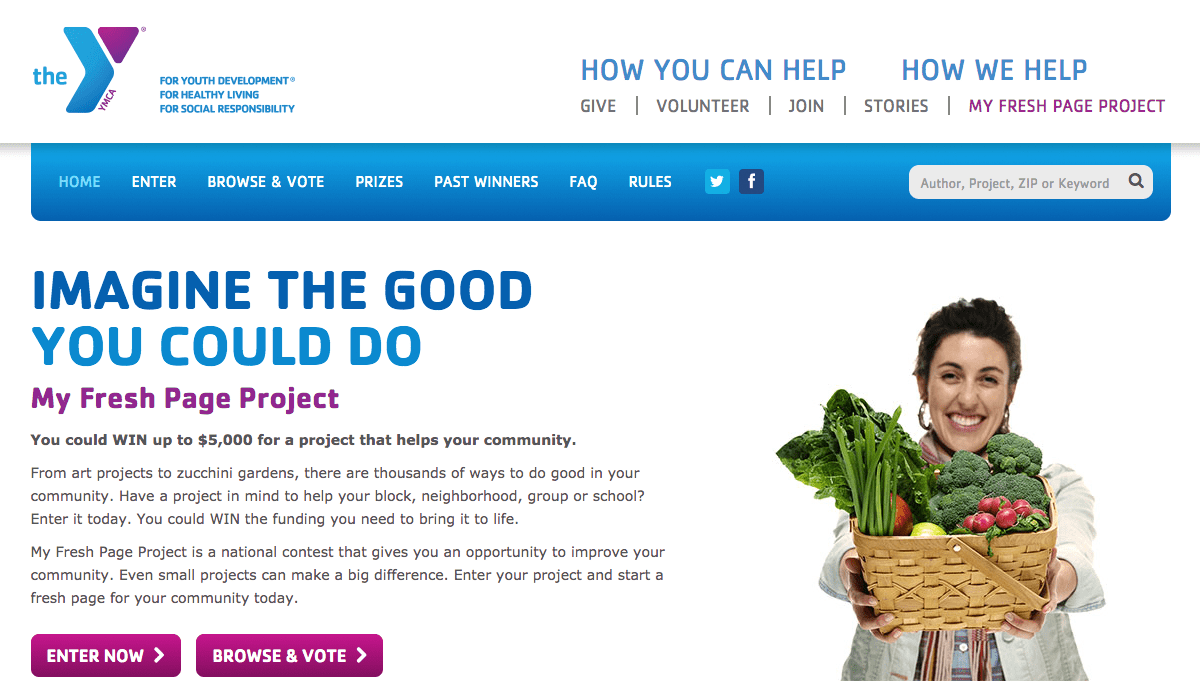 the
YMCA
®
FOR YOUTH DEVELOPMENT®
FOR HEALTHY LIVING
FOR SOCIAL RESPONSIBILITY
HOW YOU CAN HELP HOW WE HELP
GIVE | VOLUNTEER | JOIN | STORIES | MY FRESH PAGE PROJECT
HOME ENTER BROWSE & VOTE PRIZES PAST WINNERS FAQ RULES
Author, Project, ZIP or Keyword
IMAGINE THE GOOD
YOU COULD DO
My Fresh Page Project
You could WIN up to $5,000 for a project that helps your community.
From art projects to zucchini gardens, there are thousands of ways to do good in your
community. Have a project in mind to help your block, neighborhood, group or school?
Enter it today. You could WIN the funding you need to bring it to life.
My Fresh Page Project is a national contest that gives you an opportunity to improve your
community. Even small projects can make a big difference. Enter your project and start a
fresh page for your community today.
ENTER NOW BROWSE & VOTE